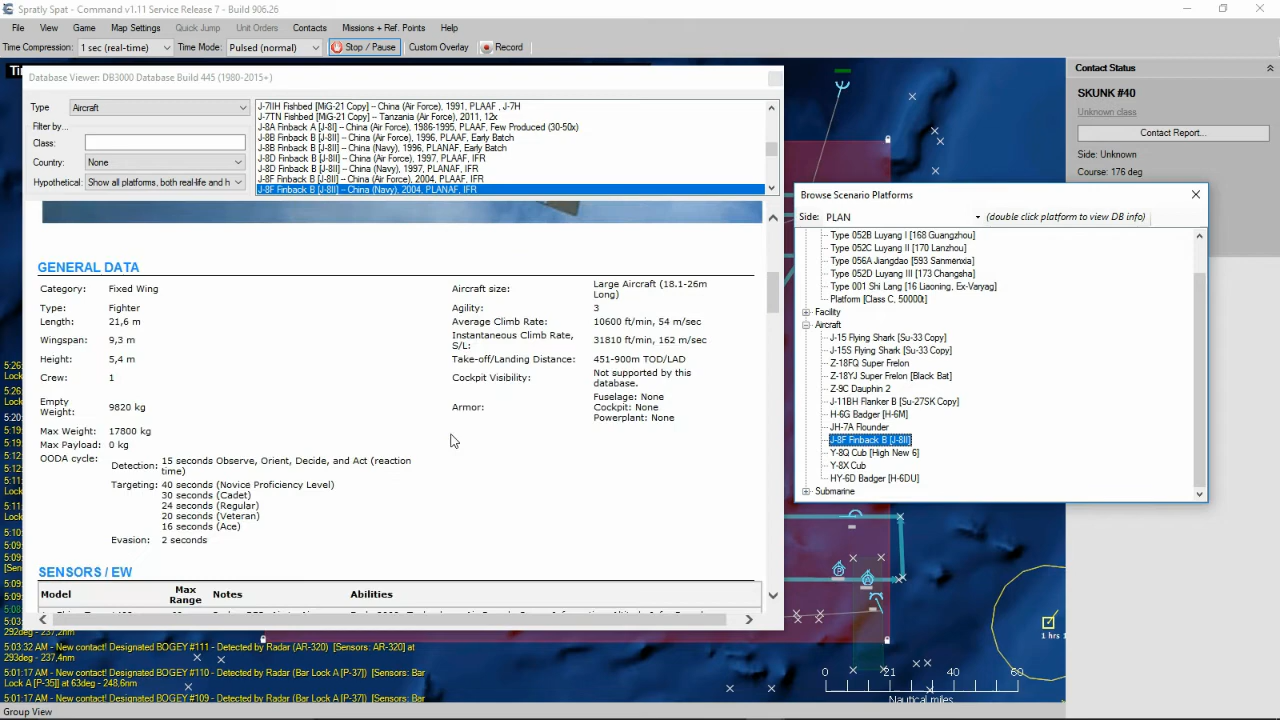 Spratly Spat - Command v1.11 Service Release 7 - Build 906.26
File View Game Map Settings Quick Jump Unit Orders Contacts Missions + Ref. Points Help
Time Compression: 1 sec (real-time) Time Mode: Pulsed (normal) Stop / Pause Custom Overlay Record
Database Viewer: DB3000 Database Build 445 (1980-2015+)
Type Aircraft
Filter by...
Class:
Country: None
Hypothetical: Show all platforms, both real-life and h
J-7IIH Fishbed [MiG-21 Copy] -- China (Air Force), 1991, PLAAF , J-7H
J-7TN Fishbed [MiG-21 Copy] -- Tanzania (Air Force), 2011, 12x
J-8A Finback A [J-8I] -- China (Air Force), 1986-1995, PLAAF, Few Produced (30-50x)
J-8B Finback B [J-8II] -- China (Air Force), 1996, PLAAF, Early Batch
J-8B Finback B [J-8II] -- China (Navy), 1996, PLANAF, Early Batch
J-8D Finback B [J-8II] -- China (Air Force), 1997, PLAAF, IFR
J-8D Finback B [J-8II] -- China (Navy), 1997, PLANAF, IFR
J-8F Finback B [J-8II] -- China (Air Force), 2004, PLAAF, IFR
J-8F Finback B [J-8II] -- China (Navy), 2004, PLANAF, IFR
GENERAL DATA
Category: Fixed Wing
Type: Fighter
Length: 21,6 m
Wingspan: 9,3 m
Height: 5,4 m
Crew: 1
Empty Weight: 9820 kg
Max Weight: 17800 kg
Max Payload: 0 kg
OODA cycle:
Detection: 15 seconds Observe, Orient, Decide, and Act (reaction
time)
Targeting: 40 seconds (Novice Proficiency Level)
30 seconds (Cadet)
24 seconds (Regular)
20 seconds (Veteran)
16 seconds (Ace)
Evasion: 2 seconds
Aircraft size: Large Aircraft (18.1-26m
Long)
Agility: 3
Average Climb Rate: 10600 ft/min, 54 m/sec
Instantaneous Climb Rate,
S/L: 31810 ft/min, 162 m/sec
Take-off/Landing Distance: 451-900m TOD/LAD
Cockpit Visibility: Not supported by this
database.
Armor: Fuselage: None
Cockpit: None
Powerplant: None
SENSORS / EW
Model Max Range Notes Abilities
Browse Scenario Platforms
Side: PLAN (double click platform to view DB info)
Type 052B Luyang I [168 Guangzhou]
Type 052C Luyang II [170 Lanzhou]
Type 056A Jiangdao [593 Sanmenxia]
Type 052D Luyang III [173 Changsha]
Type 001 Shi Lang [16 Liaoning, Ex-Varyag]
Platform [Class C, 50000t]
Facility
Aircraft
J-15 Flying Shark [Su-33 Copy]
J-15S Flying Shark [Su-33 Copy]
Z-18FQ Super Frelon
Z-18YJ Super Frelon [Black Bat]
Z-9C Dauphin 2
J-11BH Flanker B [Su-27SK Copy]
H-6G Badger [H-6M]
JH-7A Flounder
J-8F Finback B [J-8II]
Y-8Q Cub [High New 6]
Y-8X Cub
HY-6D Badger [H-6DU]
Submarine
Contact Status
SKUNK #40
Unknown class
Contact Report...
Side: Unknown
Course: 176 deg
292deg - 237,2nm
5:03:32 AM - New contact! Designated BOGEY #111 - Detected by Radar (AR-320) [Sensors: AR-320] at
293deg - 237,4nm
5:01:17 AM - New contact! Designated BOGEY #110 - Detected by Radar (Bar Lock A [P-37]) [Sensors: Bar
Lock A [P-35]] at 63deg - 248,6nm
5:01:17 AM - New contact! Designated BOGEY #109 - Detected by Radar (Bar Lock A [P-37]) [Sensors: Bar
1 hrs
0 21 40 60
Nautical miles
Group View